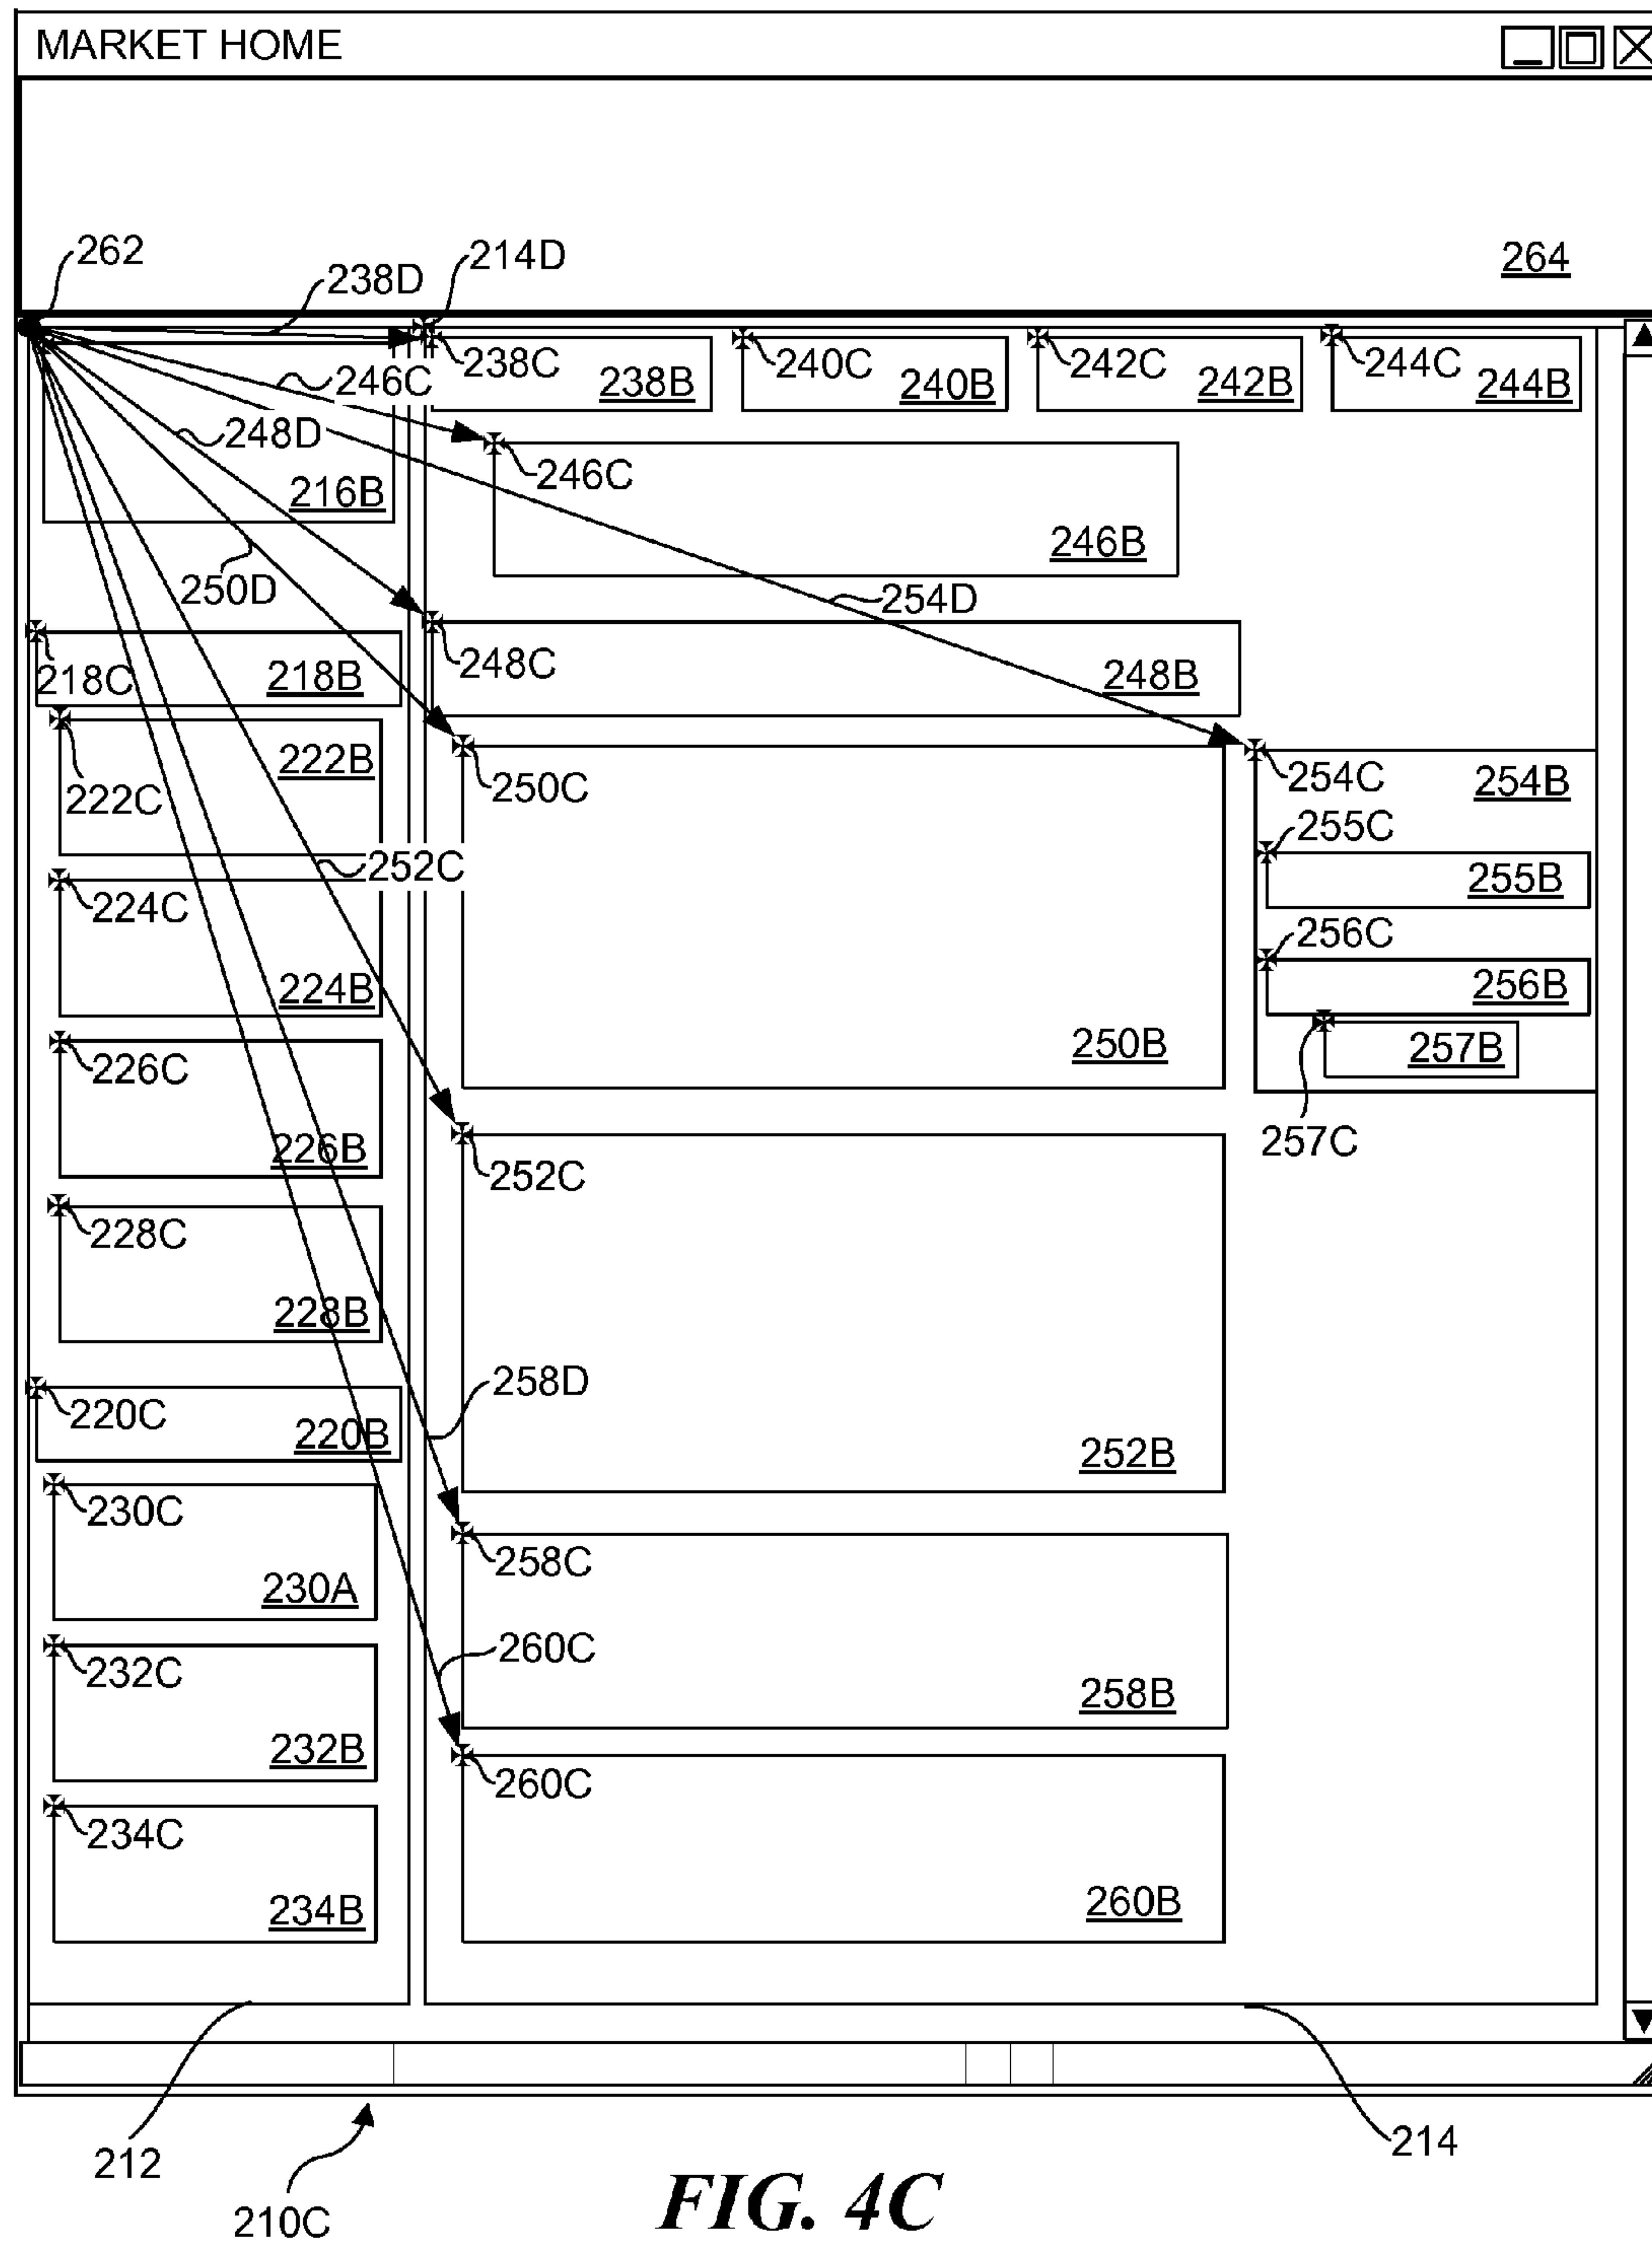 MARKET HOME
264
262
214D
238D
238C
238B
240C
240B
242C
242B
244C
244B
246C
248D
216B
246C
246B
250D
254D
218C
218B
248C
248B
222B
222C
250C
254C
254B
252C
255C
255B
224C
224B
256C
256B
226C
226B
250B
257B
257C
252C
228C
228B
258D
220C
220B
252B
230C
230A
258C
260C
232C
232B
258B
260C
234C
234B
260B
212
214
210C
FIG. 4C